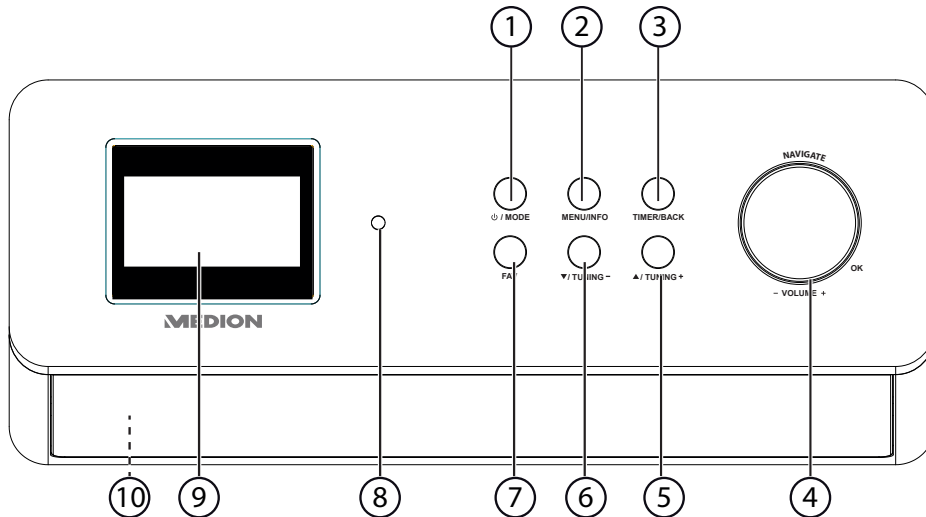 1 2 3
NAVIGATE
⏻ / MODE MENU/INFO TIMER/BACK
FAV ▼/ TUNING − ▲/ TUNING +
OK
− VOLUME +
MEDION
10 9 8 7 6 5 4